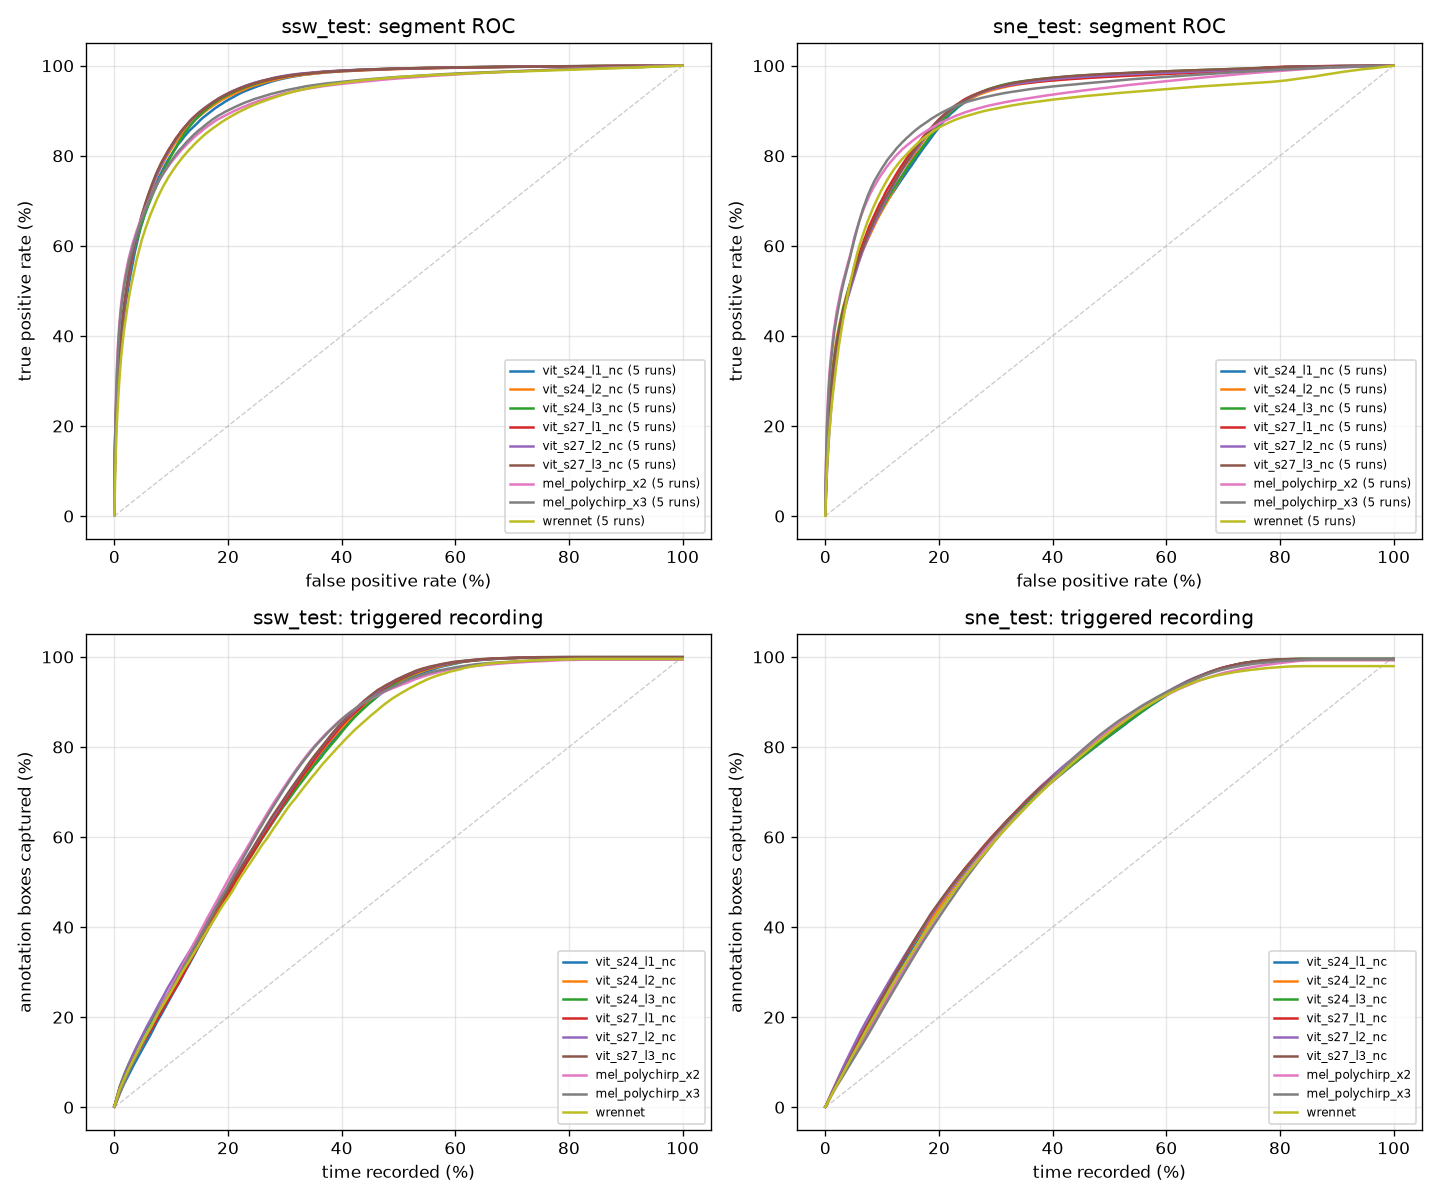 ssw_test: segment ROC
100
80
60
40
20
0
true positive rate (%)
vit_s24_l1_nc (5 runs)
vit_s24_l2_nc (5 runs)
vit_s24_l3_nc (5 runs)
vit_s27_l1_nc (5 runs)
vit_s27_l2_nc (5 runs)
vit_s27_l3_nc (5 runs)
mel_polychirp_x2 (5 runs)
mel_polychirp_x3 (5 runs)
wrennet (5 runs)
0 20 40 60 80 100
false positive rate (%)
sne_test: segment ROC
100
80
60
40
20
0
true positive rate (%)
vit_s24_l1_nc (5 runs)
vit_s24_l2_nc (5 runs)
vit_s24_l3_nc (5 runs)
vit_s27_l1_nc (5 runs)
vit_s27_l2_nc (5 runs)
vit_s27_l3_nc (5 runs)
mel_polychirp_x2 (5 runs)
mel_polychirp_x3 (5 runs)
wrennet (5 runs)
0 20 40 60 80 100
false positive rate (%)
ssw_test: triggered recording
100
80
60
40
20
0
annotation boxes captured (%)
vit_s24_l1_nc
vit_s24_l2_nc
vit_s24_l3_nc
vit_s27_l1_nc
vit_s27_l2_nc
vit_s27_l3_nc
mel_polychirp_x2
mel_polychirp_x3
wrennet
0 20 40 60 80 100
time recorded (%)
sne_test: triggered recording
100
80
60
40
20
0
annotation boxes captured (%)
vit_s24_l1_nc
vit_s24_l2_nc
vit_s24_l3_nc
vit_s27_l1_nc
vit_s27_l2_nc
vit_s27_l3_nc
mel_polychirp_x2
mel_polychirp_x3
wrennet
0 20 40 60 80 100
time recorded (%)